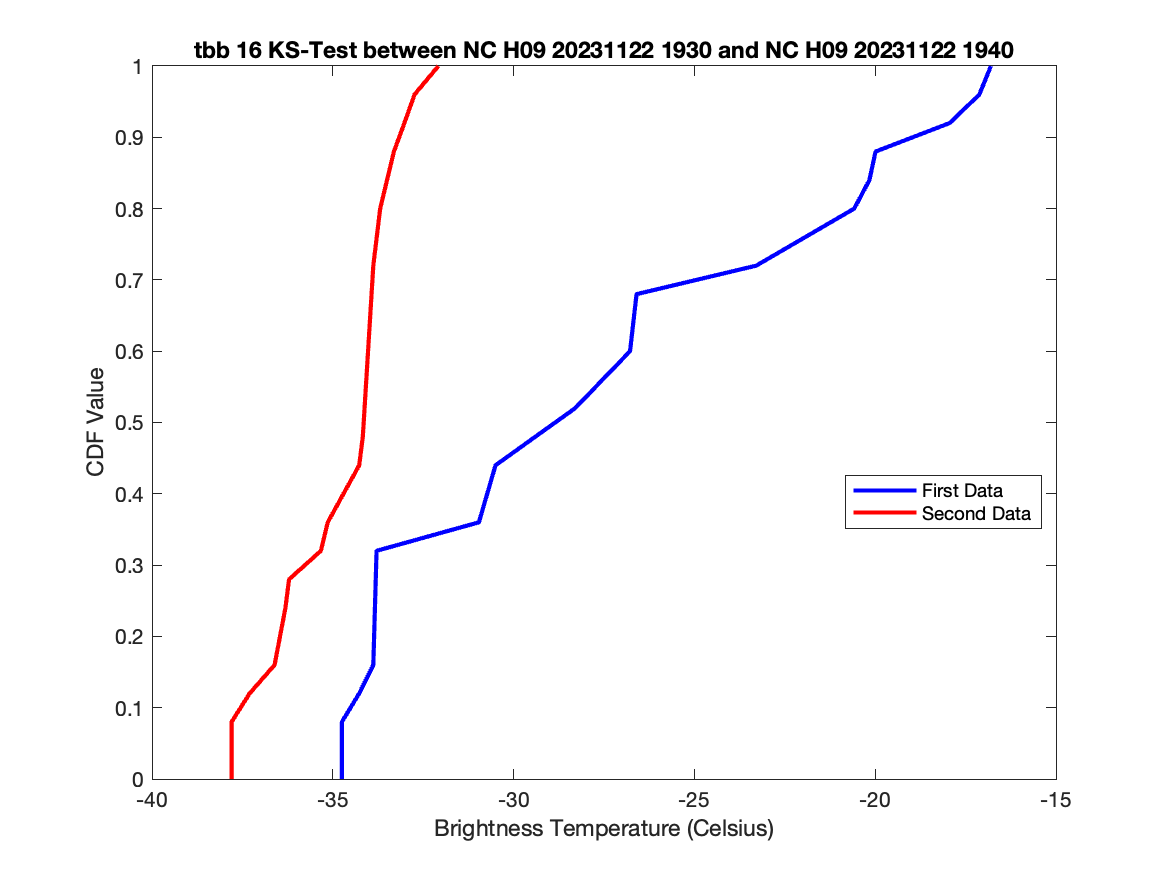 tbb 16 KS-Test between NC H09 20231122 1930 and NC H09 20231122 1940
1
0.9
0.8
0.7
0.6
0.5
0.4
0.3
0.2
0.1
0
CDF Value
First Data
Second Data
-40 -35 -30 -25 -20 -15
Brightness Temperature (Celsius)